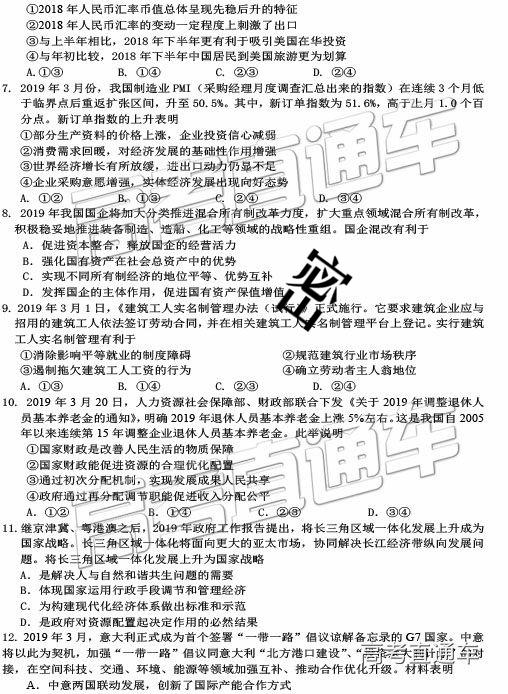 ①2018 年人民币汇率币值总体呈现先稳后升的特征
②2018 年人民币汇率的变动一定程度上刺激了出口
③与上半年相比，2018 年下半年更有利于吸引美国在华投资
④与年初比较，2018 年下半年中国居民到美国旅游更为划算
A. ①③ B. ①④ C. ②③ D. ②④
7. 2019 年 3 月份，我国制造业 PMI（采购经理月度调查汇总出来的指数）在连续 3 个月低
于临界点后重返扩张区间，升至 50.5%。其中，新订单指数为 51.6%，高于上月 1.0 个百
分点。新订单指数的上升表明
①部分生产资料的价格上涨，企业投资信心减弱
②消费需求回暖，对经济发展的基础性作用增强
③世界经济增长有所放缓，进出口动力仍显不足
④企业采购意愿增强，实体经济发展出现向好态势
A. ①② B. ①③ C. ②④ D. ③④
8. 2019 年我国国企将加大分类推进混合所有制改革力度，扩大重点领域混合所有制改革，
积极稳妥地推进装备制造、造船、化工等领域的战略性重组。国企混改有利于
A. 促进资本整合，释放国企的经营活力
B. 强化国有资产在社会总资产中的优势
C. 实现不同所有制经济的地位平等、优势互补
D. 发挥国企的主体作用，促进国有资产保值增值
9. 2019 年 3 月 1 日，《建筑工人实名制管理办法（试行）》正式施行。它要求建筑企业应与
招用的建筑工人依法签订劳动合同，并在相关建筑工人实名制管理平台上登记。实行建筑
工人实名制管理有利于
①消除影响平等就业的制度障碍 ②规范建筑行业市场秩序
③遏制拖欠建筑工人工资的行为 ④确立劳动者主人翁地位
A. ①③ B. ①④ C. ②③ D. ②④
10. 2019 年 3 月 20 日，人力资源社会保障部、财政部联合下发《关于 2019 年调整退休人
员基本养老金的通知》，明确 2019 年退休人员基本养老金上涨 5%左右。这是我国自 2005
年以来连续第 15 年调整企业退休人员基本养老金。此举说明
①国家财政是改善人民生活的物质保障
②国家财政能促进资源的合理优化配置
③通过初次分配机制，实现发展成果人民共享
④政府通过再分配调节职能促进收入分配公平
A. ①② B. ①④ C. ②③ D. ③④
11. 继京津冀、粤港澳之后，2019 年政府工作报告提出，将长三角区域一体化发展上升成为
国家战略。长三角区域一体化将面向更大的亚太市场，协同解决长江经济带纵向发展问
题。将长三角区域一体化发展上升为国家战略
A. 是解决人与自然和谐共生问题的需要
B. 体现国家运用行政手段调节和管理经济
C. 为构建现代化经济体系做出标准和示范
D. 是政府对资源配置起决定作用的必然结果
12. 2019 年 3 月，意大利正式成为首个签署“一带一路”倡议谅解备忘录的 G7 国家。中意
将以此为契机，加强“一带一路”倡议同意大利“北方港口建设”、“ 计划”的对
接，在空间科技、交通、环境、能源等领域加强互补、推动合作优化升级。材料表明
A. 中意两国联动发展，创新了国际产能合作方式
高考直通车
密
高考直通车
高考直通车